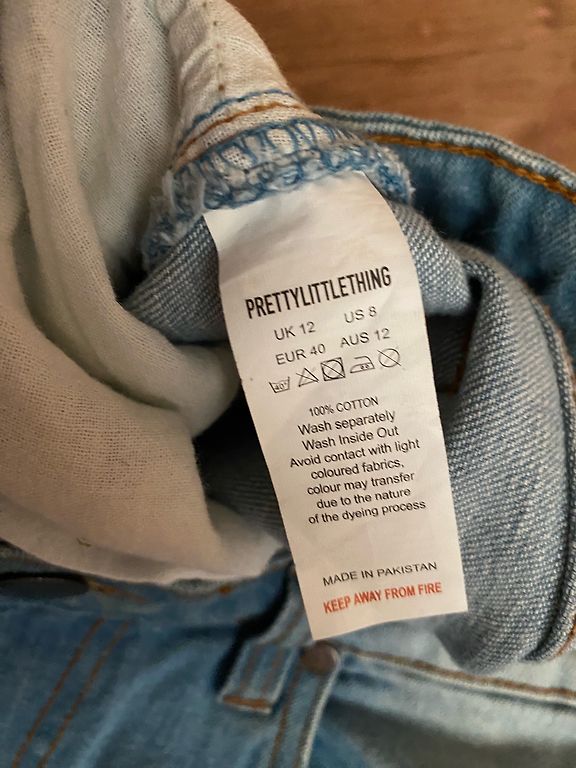 PRETTYLITTLETHING
UK 12 US 8
EUR 40 AUS 12
40°
100% COTTON
Wash separately
Wash Inside Out
Avoid contact with light
coloured fabrics,
colour may transfer
due to the nature
of the dyeing process
MADE IN PAKISTAN
KEEP AWAY FROM FIRE